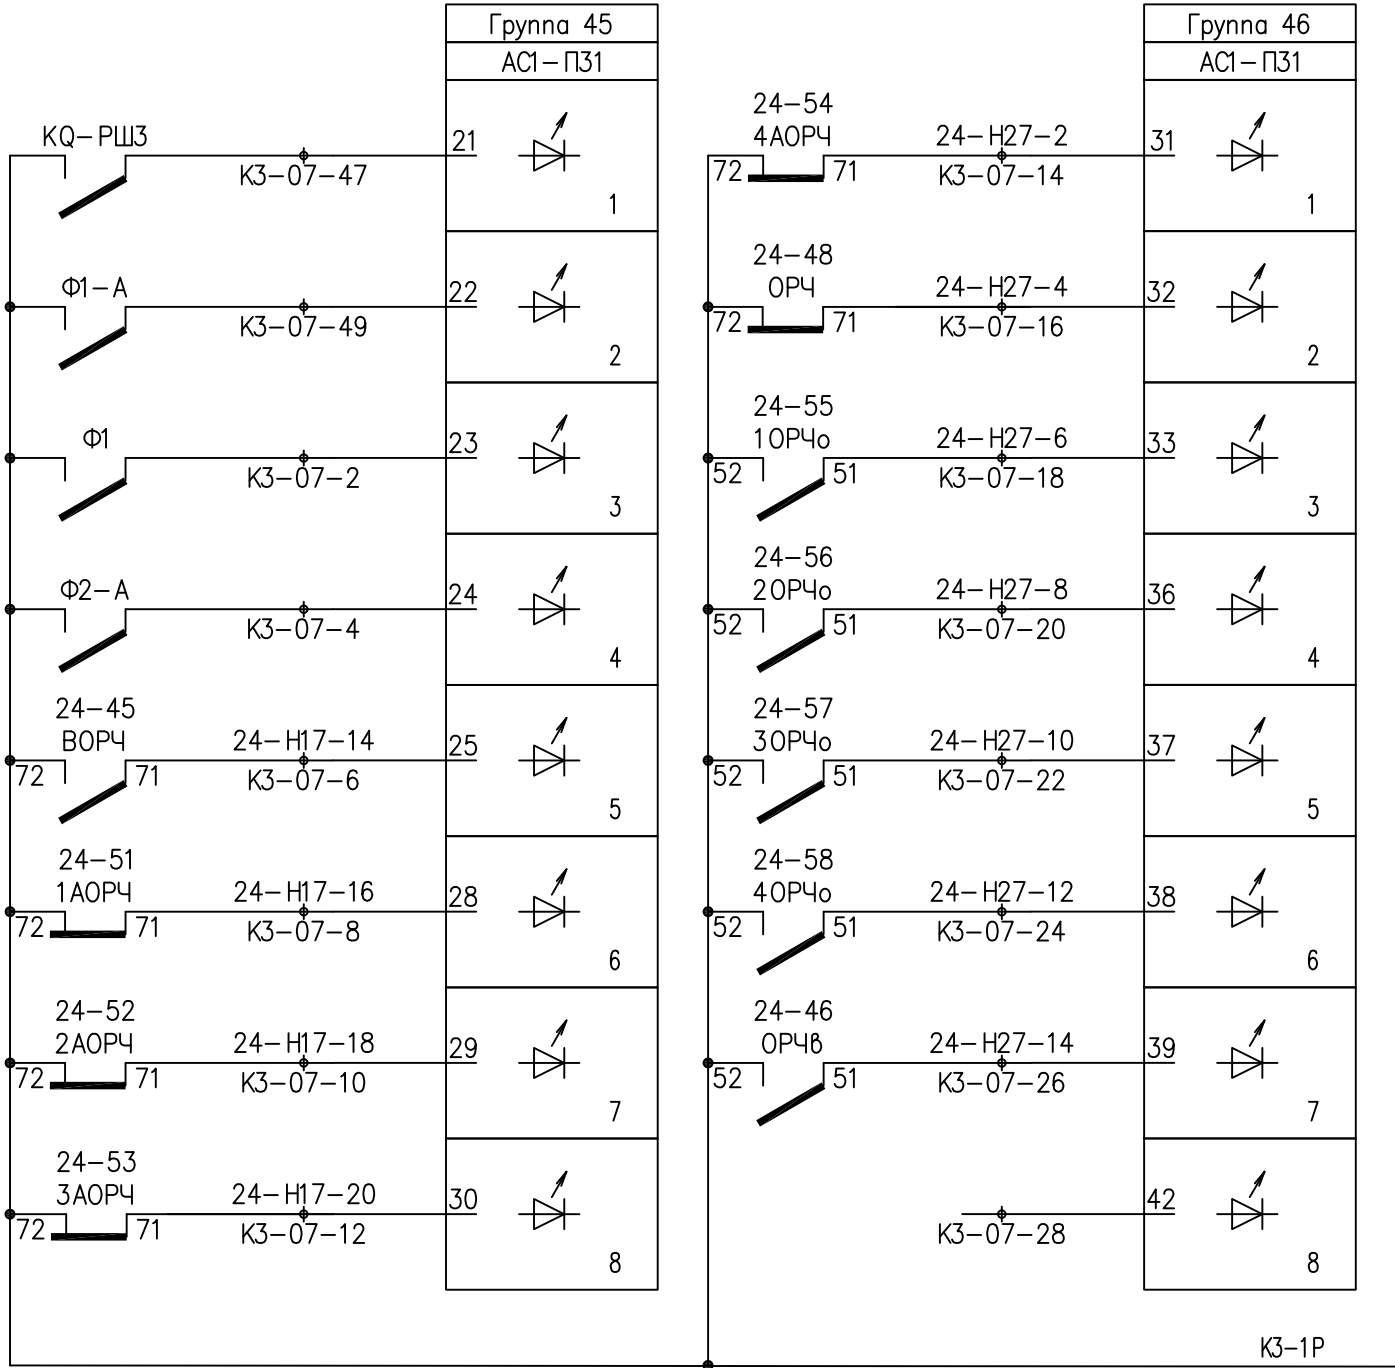 Группа 45
АС1-П31
KQ-РШ3
21
К3-07-47
1
Ф1-А
22
К3-07-49
2
Ф1
23
К3-07-2
3
Ф2-А
24
К3-07-4
4
24-45
ВОРЧ
24-Н17-14
25
72
71
К3-07-6
5
24-51
1АОРЧ
24-Н17-16
28
72
71
К3-07-8
6
24-52
2АОРЧ
24-Н17-18
29
72
71
К3-07-10
7
24-53
3АОРЧ
24-Н17-20
30
72
71
К3-07-12
8
Группа 46
АС1-П31
24-54
4АОРЧ
24-Н27-2
31
72
71
К3-07-14
1
24-48
ОРЧ
24-Н27-4
32
72
71
К3-07-16
2
24-55
1ОРЧо
24-Н27-6
33
52
51
К3-07-18
3
24-56
2ОРЧо
24-Н27-8
36
52
51
К3-07-20
4
24-57
3ОРЧо
24-Н27-10
37
52
51
К3-07-22
5
24-58
4ОРЧо
24-Н27-12
38
52
51
К3-07-24
6
24-46
ОРЧв
24-Н27-14
39
52
51
К3-07-26
7
42
К3-07-28
8
К3-1Р